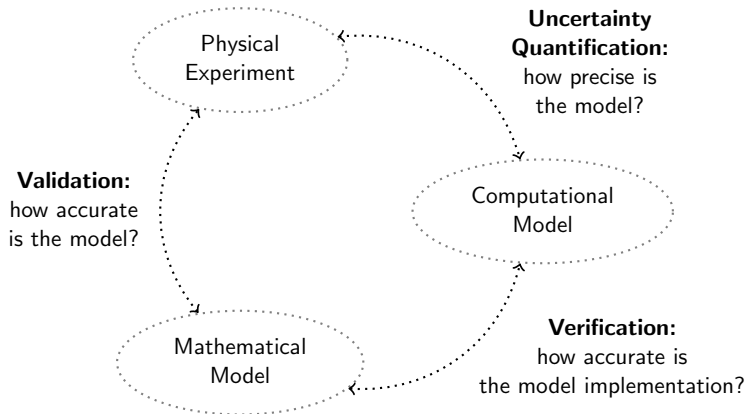 Physical
Experiment
Uncertainty
Quantification:
how precise is
the model?
Validation:
how accurate
is the model?
Computational
Model
Mathematical
Model
Verification:
how accurate is
the model implementation?